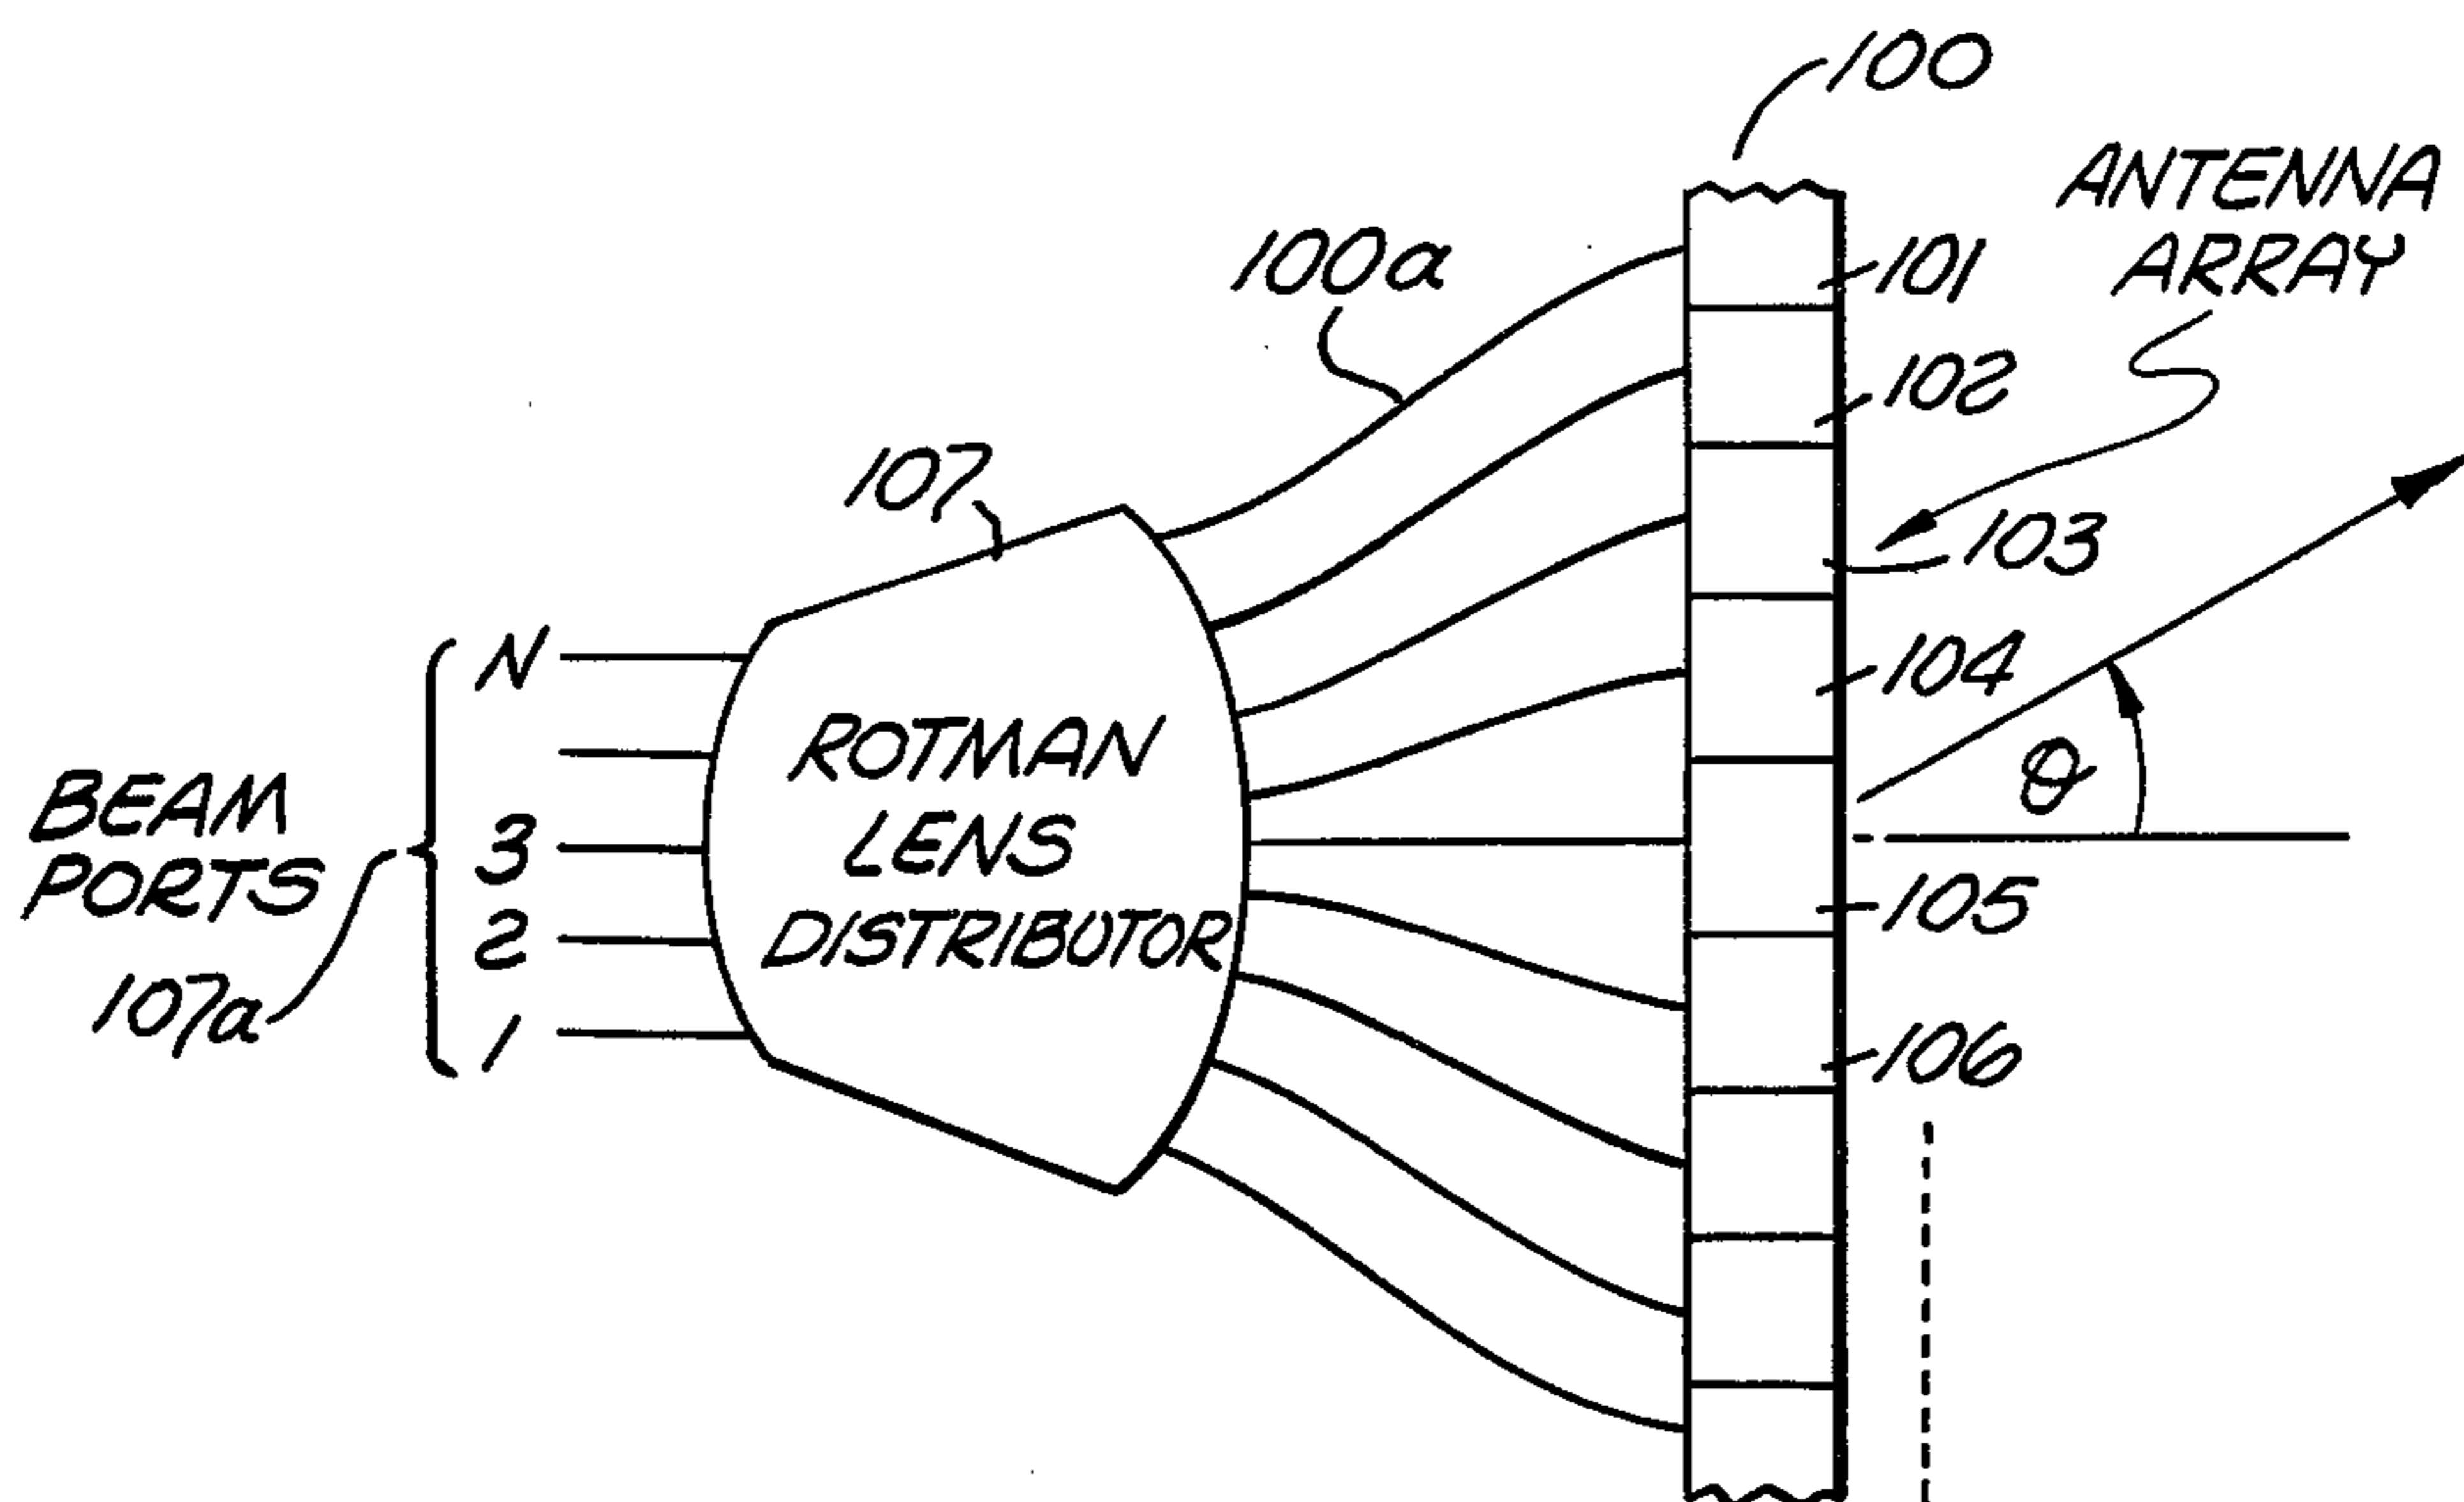 100
ANTENNA
ARRAY
100a
101
102
107
103
N
104
ROTMAN
LENS
DISTRIBUTOR
θ
BEAM
PORTS
3
2
105
107a
1
106